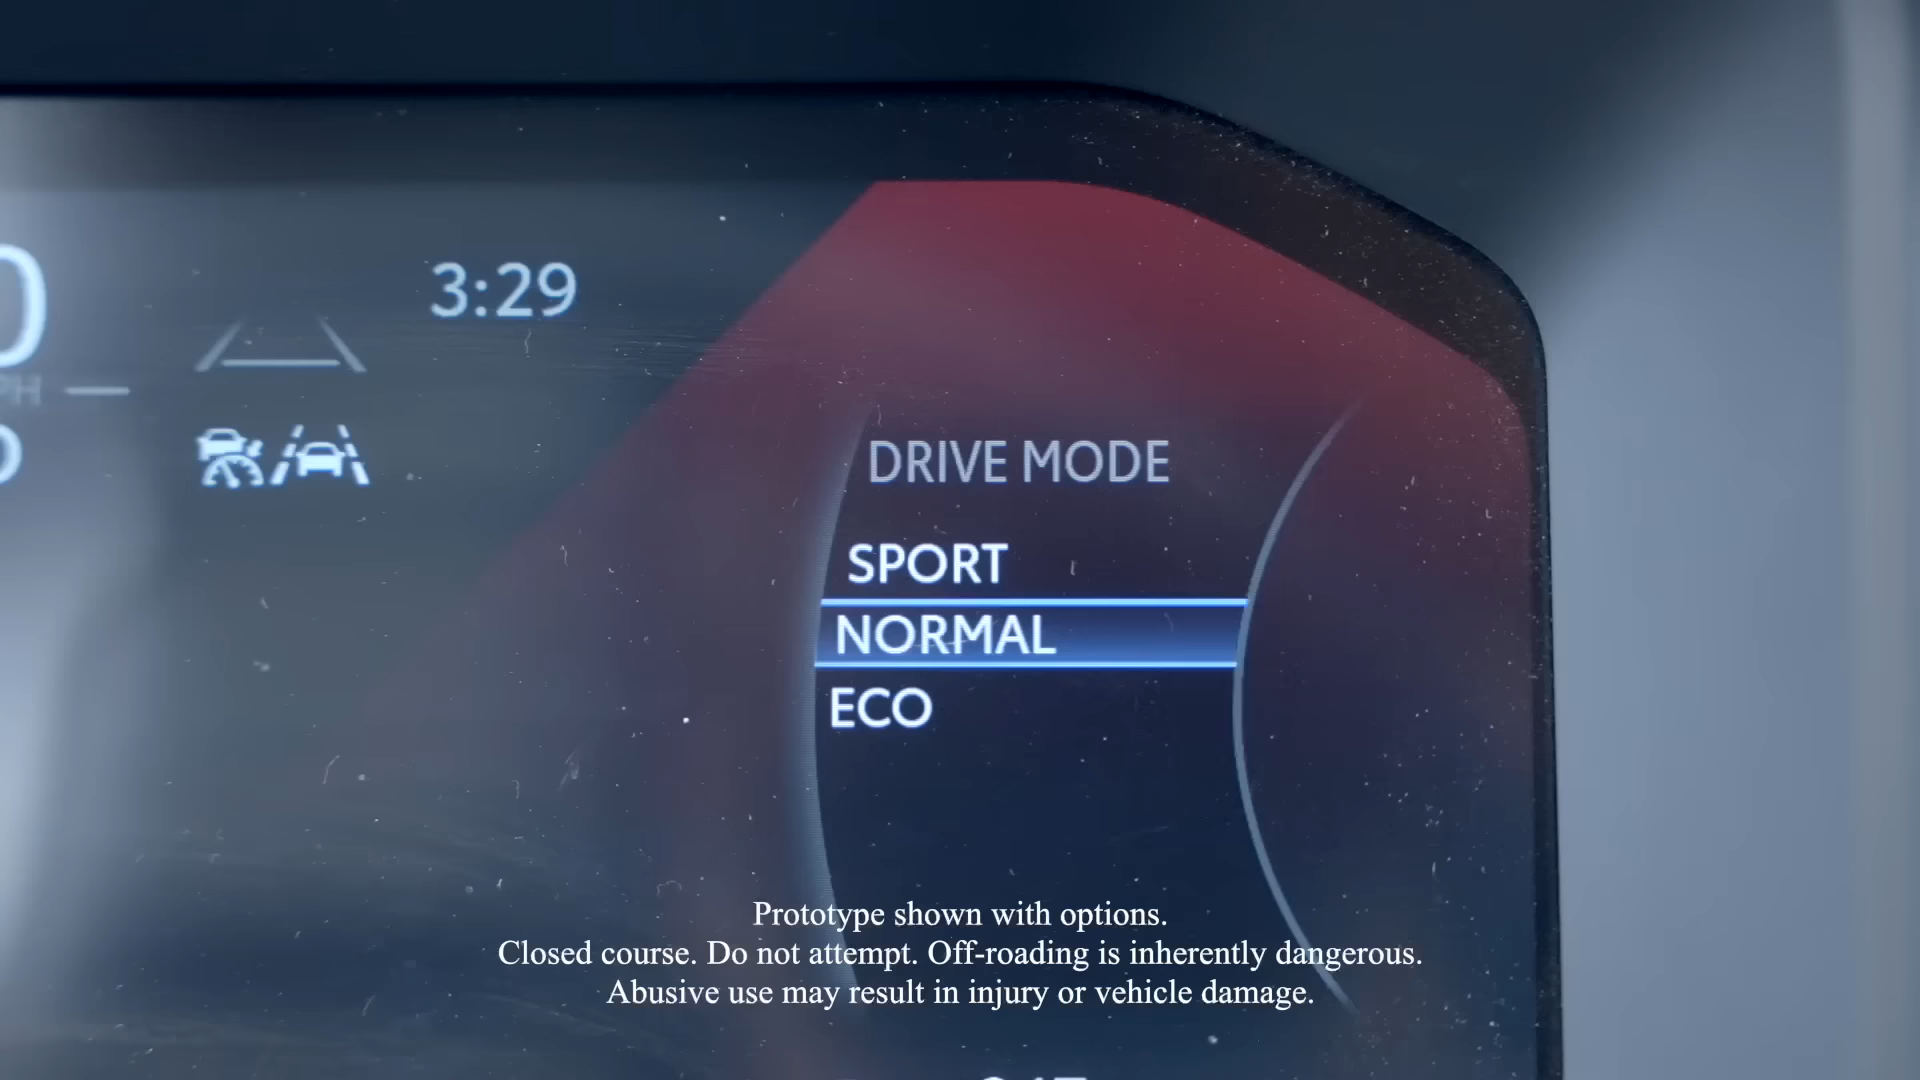 3:29
DRIVE MODE
SPORT
NORMAL
ECO
Prototype shown with options.
Closed course. Do not attempt. Off-roading is inherently dangerous.
Abusive use may result in injury or vehicle damage.